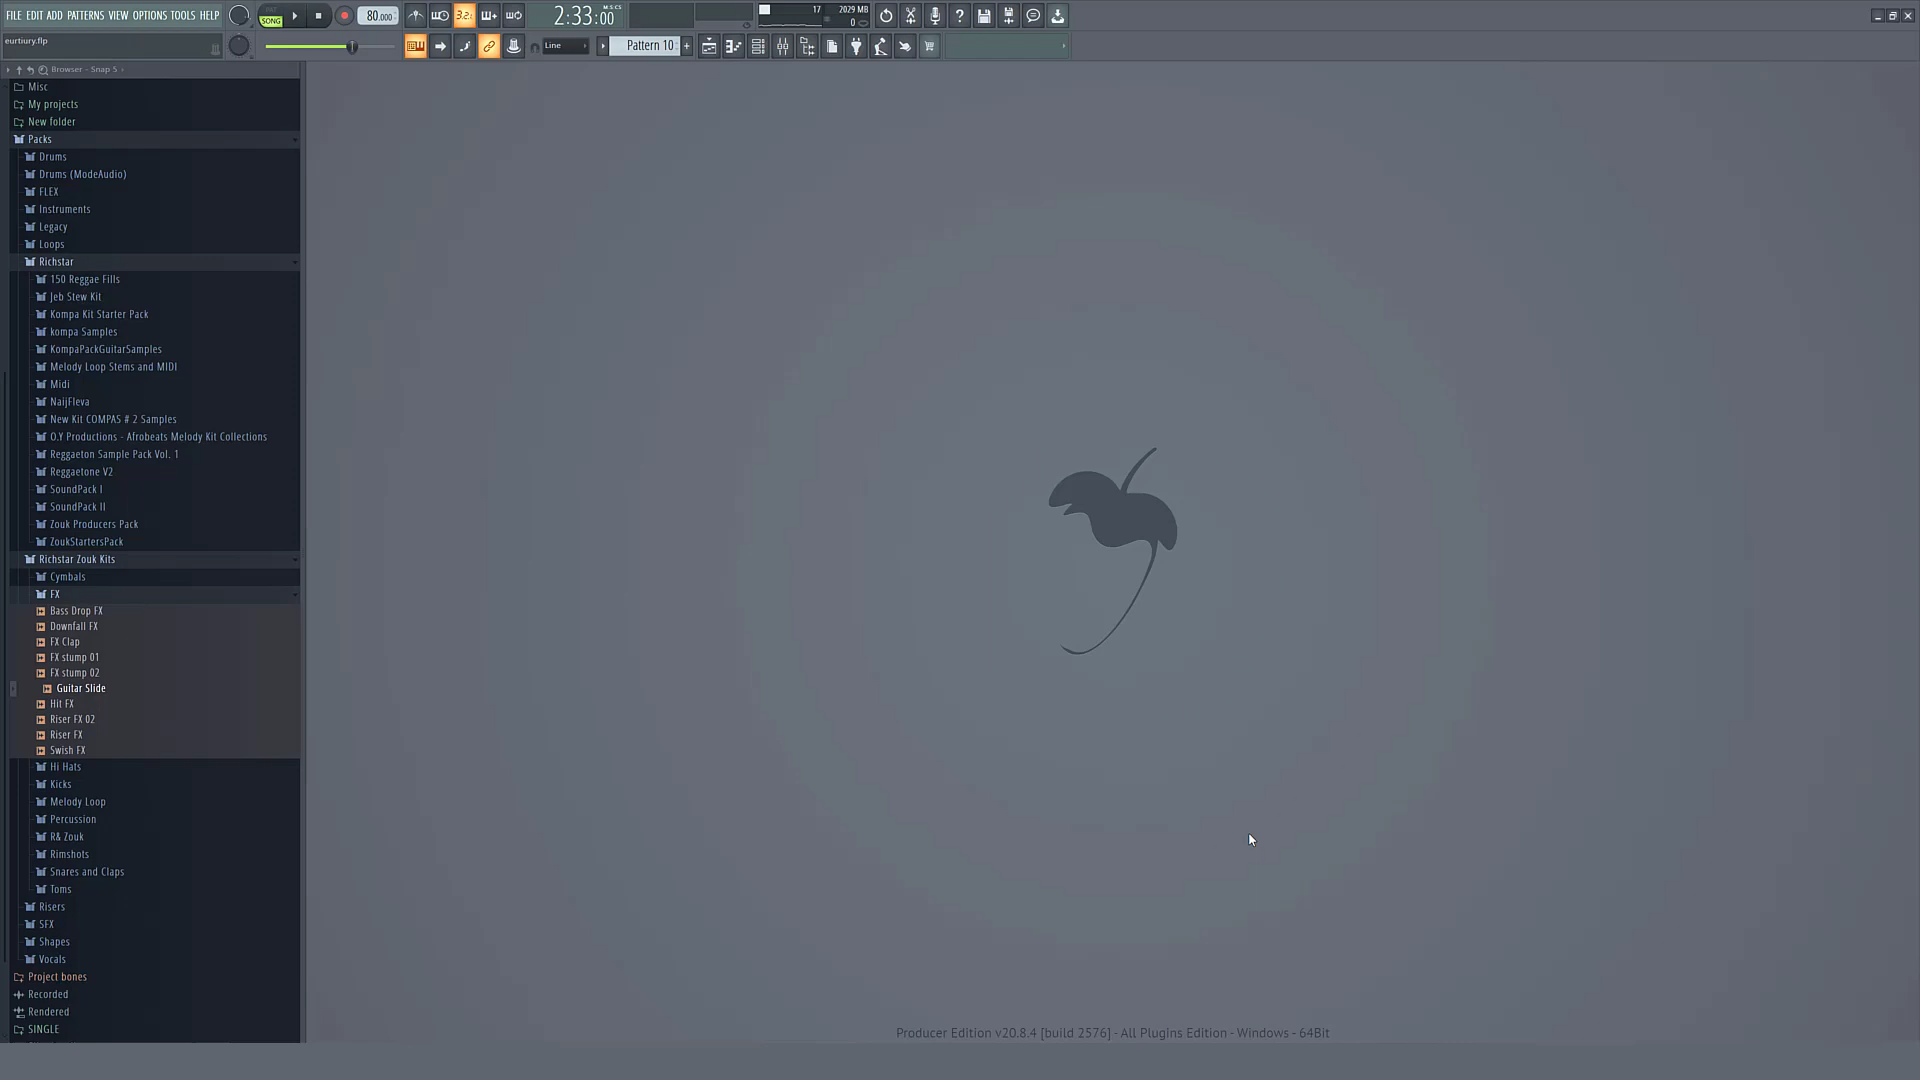 FILE EDIT ADD PATTERNS VIEW OPTIONS TOOLS HELP
SONG
80.000
3.2.
2:33:00
M:S:CS
17
2029 MB
0
eurtiury.flp
Line
Pattern 10
Browser - Snap 5
Misc
My projects
New folder
Packs
Drums
Drums (ModeAudio)
FLEX
Instruments
Legacy
Loops
Richstar
150 Reggae Fills
Jeb Stew Kit
Kompa Kit Starter Pack
kompa Samples
KompaPackGuitarSamples
Melody Loop Stems and MIDI
Midi
NaijFleva
New Kit COMPAS # 2 Samples
O.Y Productions - Afrobeats Melody Kit Collections
Reggaeton Sample Pack Vol. 1
Reggaetone V2
SoundPack I
SoundPack II
Zouk Producers Pack
ZoukStartersPack
Richstar Zouk Kits
Cymbals
FX
Bass Drop FX
Downfall FX
FX Clap
FX stump 01
FX stump 02
Guitar Slide
Hit FX
Riser FX 02
Riser FX
Swish FX
Hi Hats
Kicks
Melody Loop
Percussion
R& Zouk
Rimshots
Snares and Claps
Toms
Risers
SFX
Shapes
Vocals
Project bones
Recorded
Rendered
SINGLE
Producer Edition v20.8.4 [build 2576] - All Plugins Edition - Windows - 64Bit